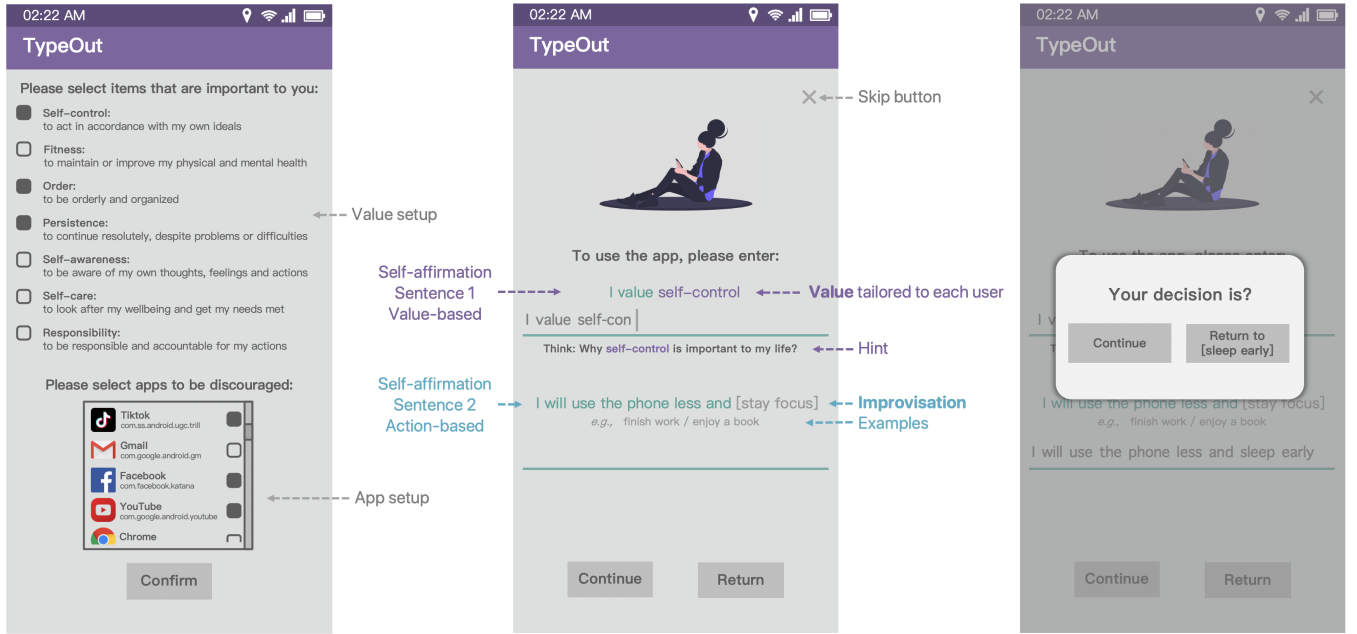 02:22 AM
TypeOut
Please select items that are important to you:
Self-control:
to act in accordance with my own ideals
Fitness:
to maintain or improve my physical and mental health
Order:
to be orderly and organized
Persistence:
to continue resolutely, despite problems or difficulties
Self-awareness:
to be aware of my own thoughts, feelings and actions
Self-care:
to look after my wellbeing and get my needs met
Responsibility:
to be responsible and accountable for my actions
Please select apps to be discouraged:
Tiktok
com.ss.android.ugc.trill
Gmail
com.google.android.gm
Facebook
com.facebook.katana
YouTube
com.google.android.youtube
Chrome
Confirm
Value setup
App setup
02:22 AM
TypeOut
Skip button
To use the app, please enter:
Self-affirmation
Sentence 1
Value-based
I value self-control
Value tailored to each user
I value self-con
Think: Why self-control is important to my life?
Hint
Self-affirmation
Sentence 2
Action-based
I will use the phone less and [stay focus]
Improvisation
e.g., finish work / enjoy a book
Examples
Continue
Return
02:22 AM
TypeOut
To use the app, please enter:
Your decision is?
I v
T
Continue
Return to
[sleep early]
I will use the phone less and [stay focus]
e.g., finish work / enjoy a book
I will use the phone less and sleep early
Continue
Return